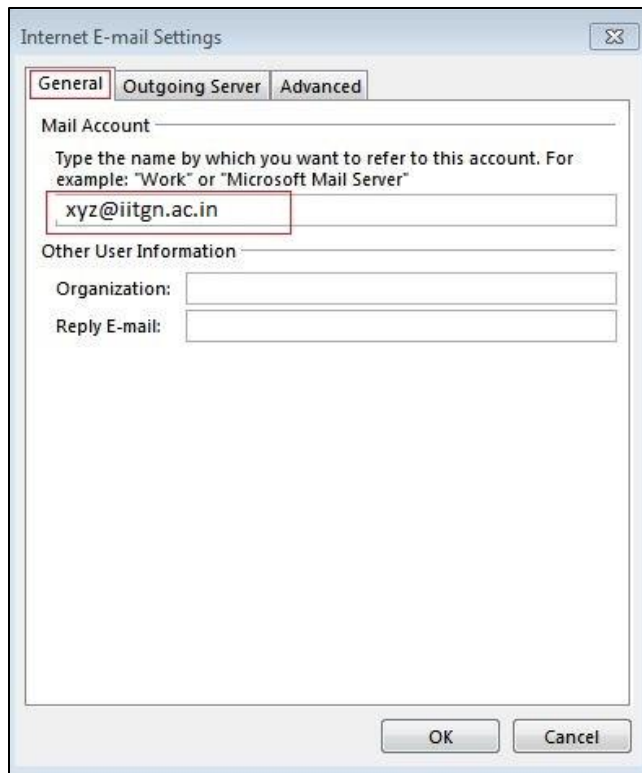 Internet E-mail Settings
General Outgoing Server Advanced
Mail Account
Type the name by which you want to refer to this account. For
example: "Work" or "Microsoft Mail Server"
xyz@iitgn.ac.in
Other User Information
Organization:
Reply E-mail:
OK Cancel